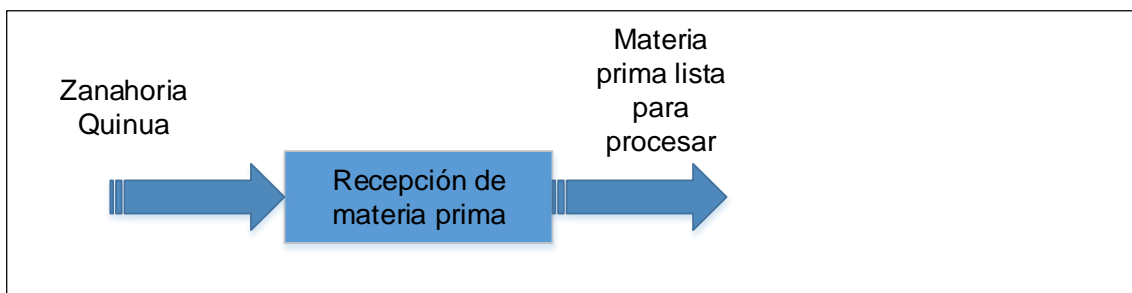 Zanahoria
Quinua
Recepción de
materia prima
Materia
prima lista
para
procesar